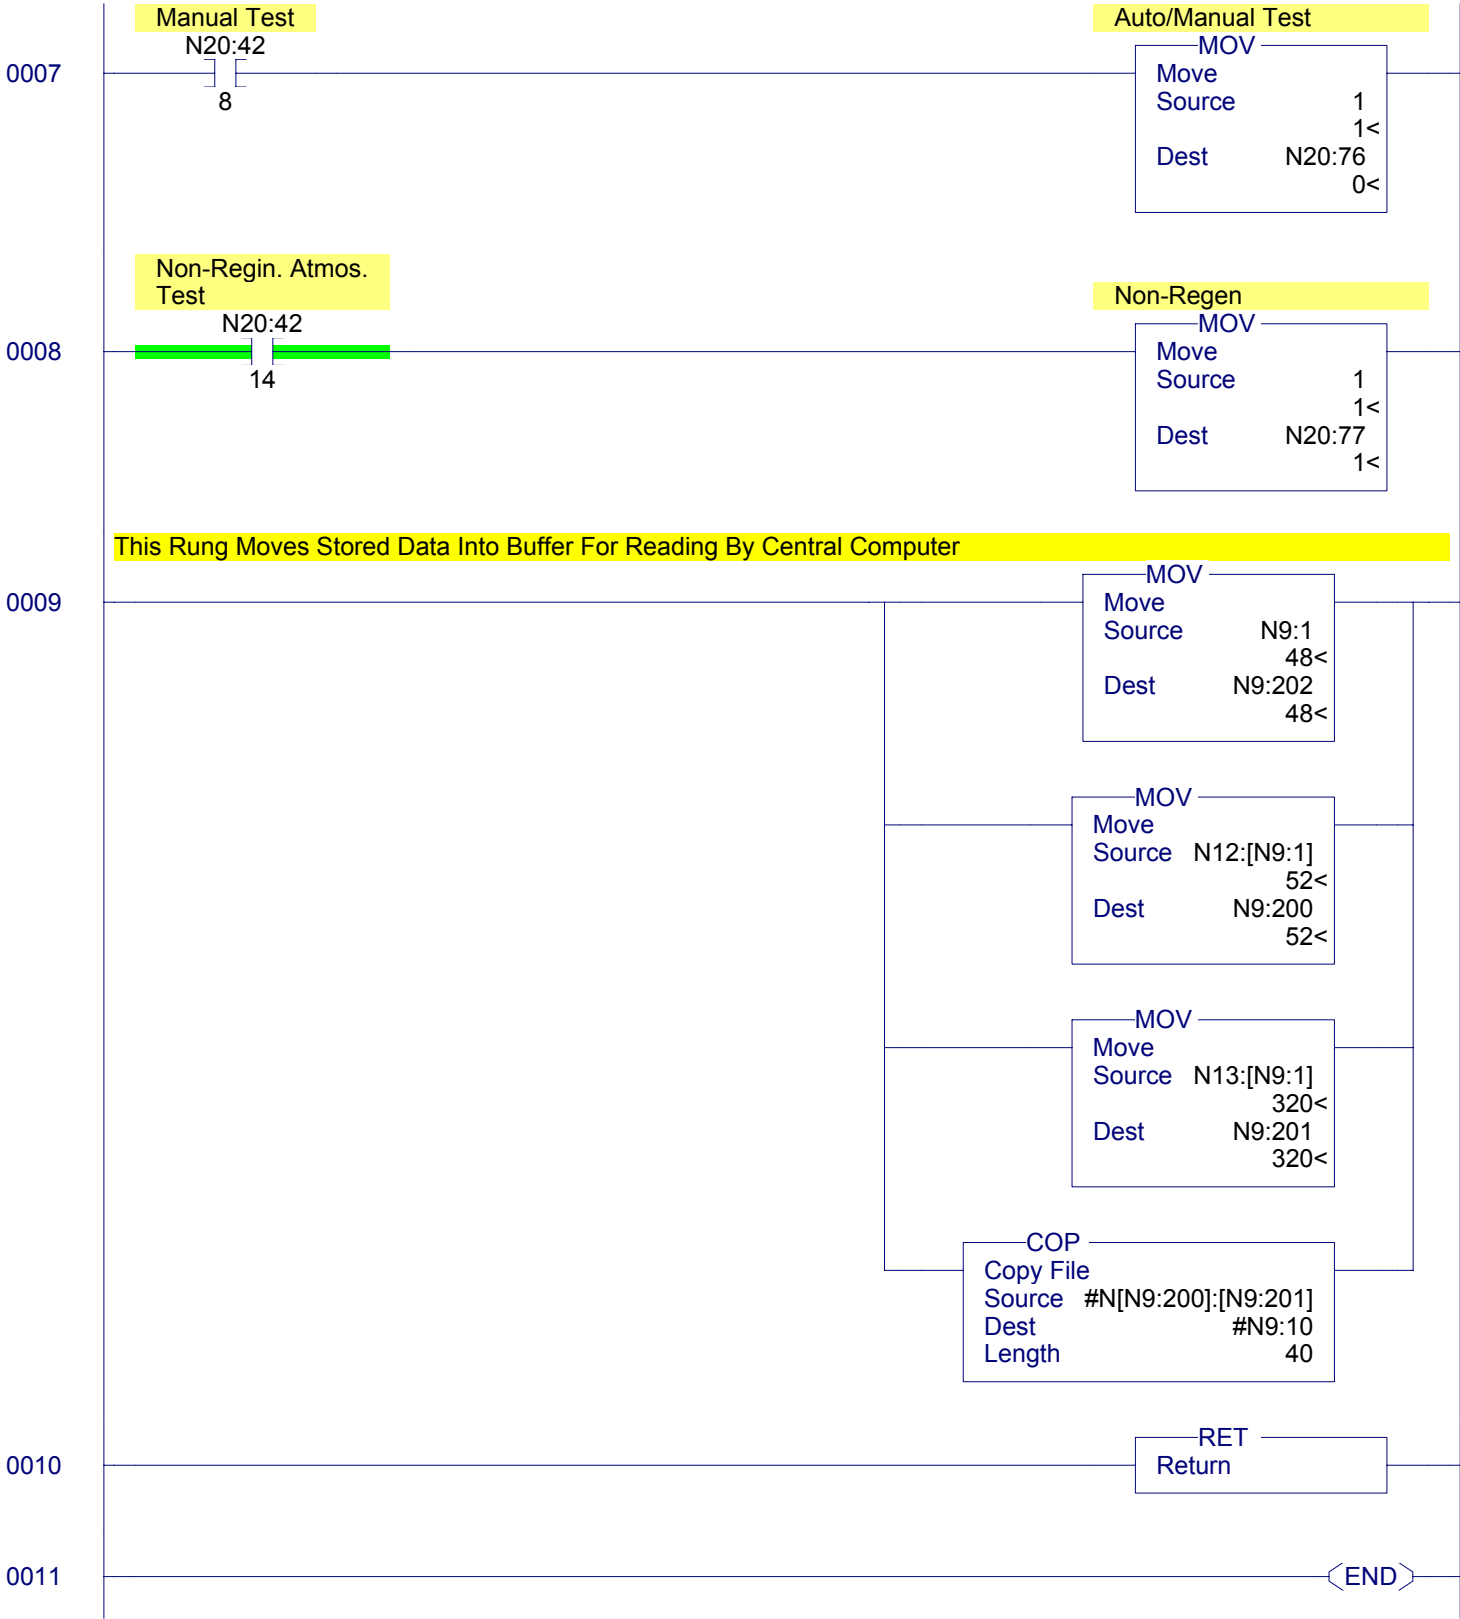 Manual Test
Auto/Manual Test
N20:42
MOV
0007
Move
8
Source 1
1<
Dest N20:76
0<
Non-Regin. Atmos.
Test
Non-Regen
N20:42
MOV
0008
Move
14
Source 1
1<
Dest N20:77
1<
This Rung Moves Stored Data Into Buffer For Reading By Central Computer
MOV
0009
Move
Source N9:1
48<
Dest N9:202
48<
MOV
Move
Source N12:[N9:1]
52<
Dest N9:200
52<
MOV
Move
Source N13:[N9:1]
320<
Dest N9:201
320<
COP
Copy File
Source #N[N9:200]:[N9:201]
Dest #N9:10
Length 40
RET
0010
Return
0011
END